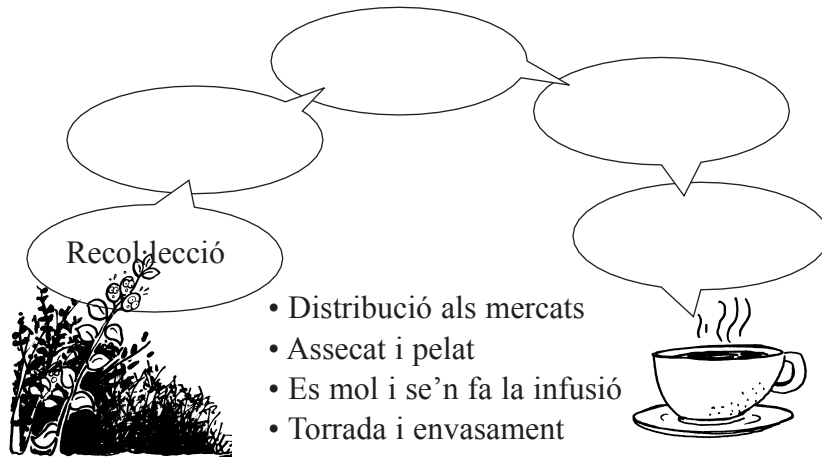 Recol·lecció
• Distribució als mercats
• Assecat i pelat
• Es mol i se’n fa la infusió
• Torrada i envasament